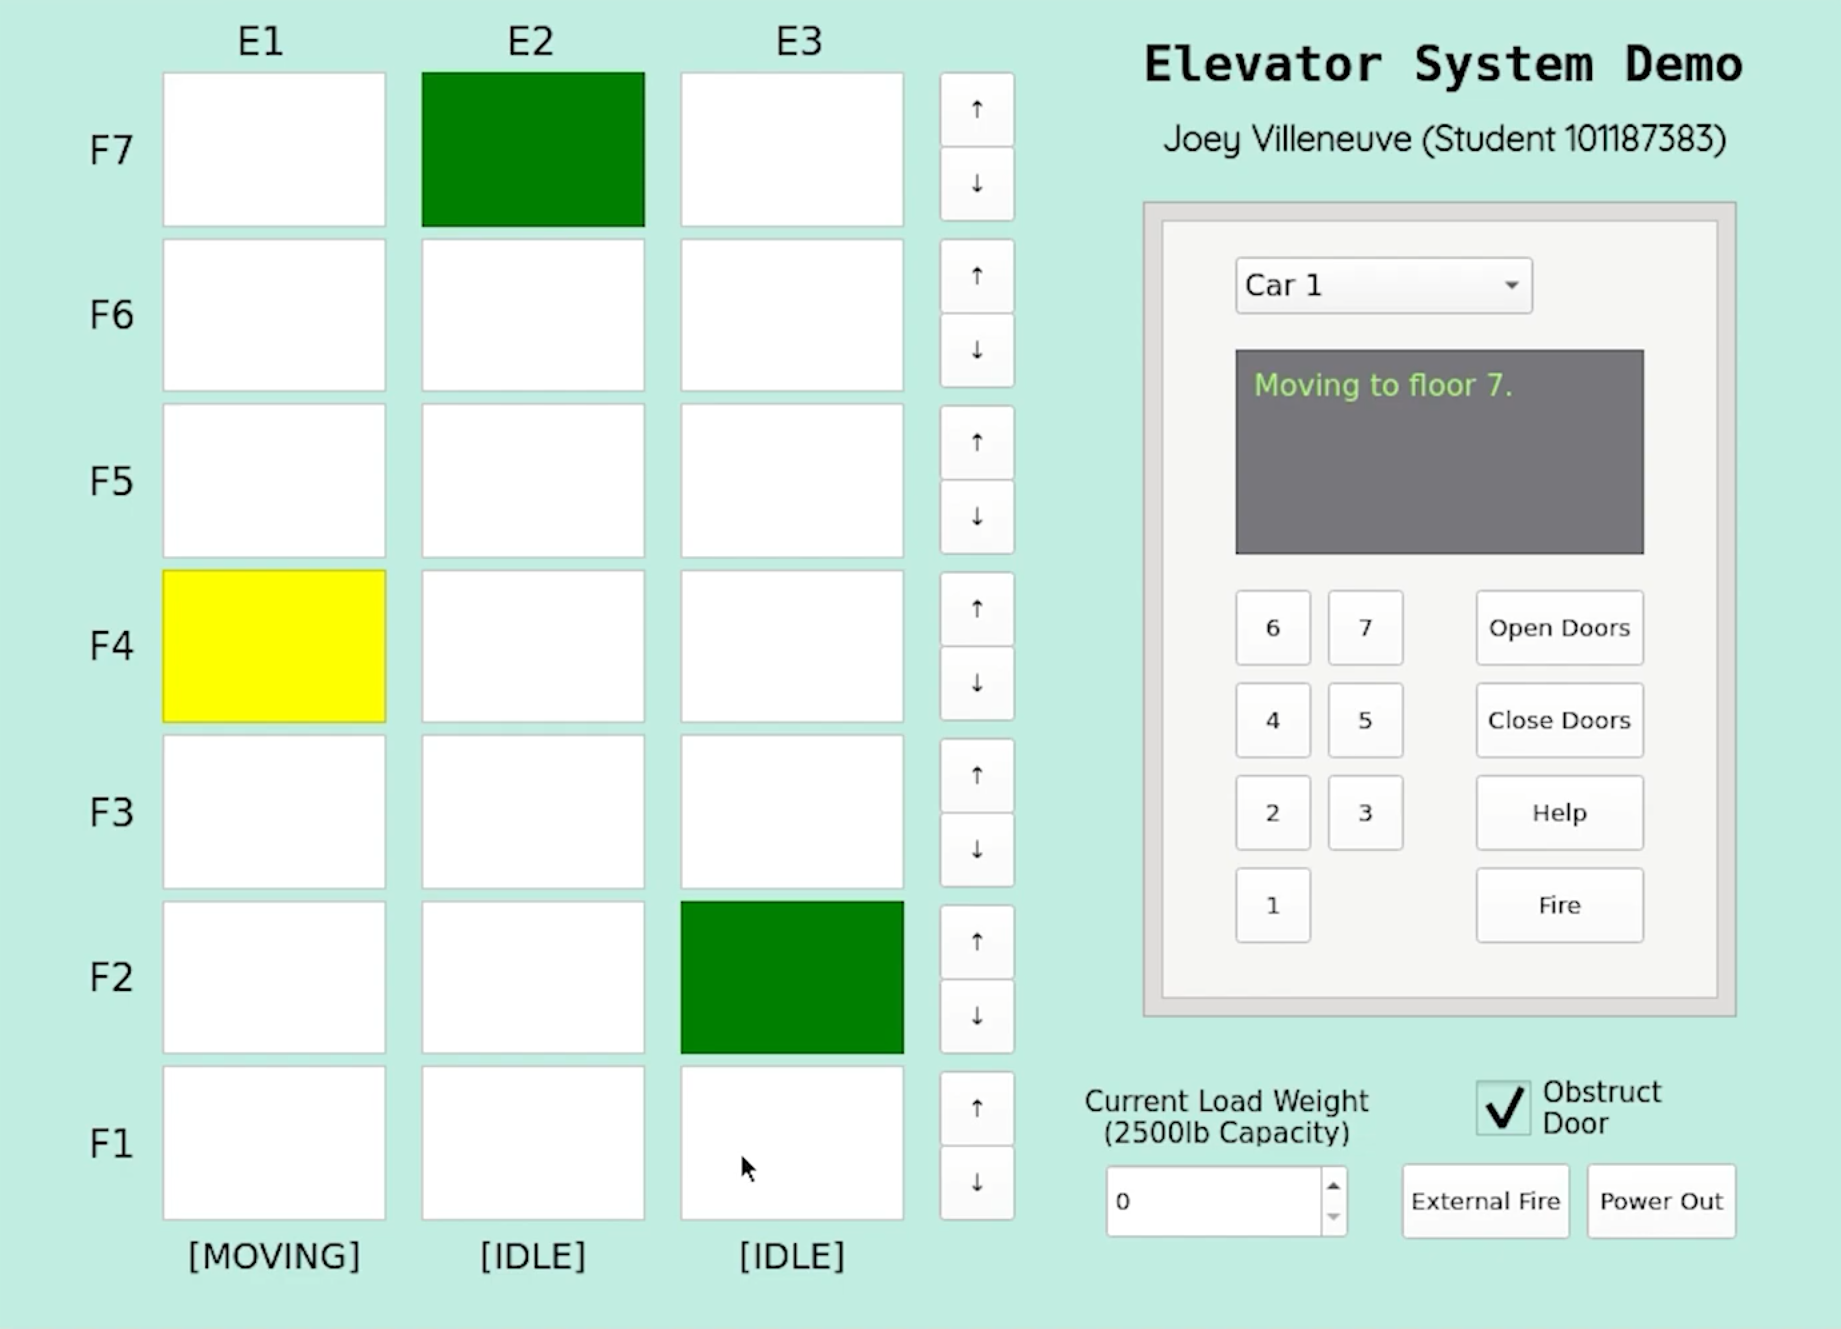 E1 E2 E3
Elevator System Demo
Joey Villeneuve (Student 101187383)
F7 ↑
↓
F6 ↑
↓
F5 ↑
↓
F4 ↑
↓
F3 ↑
↓
F2 ↑
↓
F1 ↑
↓
[MOVING] [IDLE] [IDLE]
Car 1
Moving to floor 7.
6 7 Open Doors
4 5 Close Doors
2 3 Help
1 Fire
Current Load Weight
(2500lb Capacity)
0
Obstruct
Door
External Fire Power Out